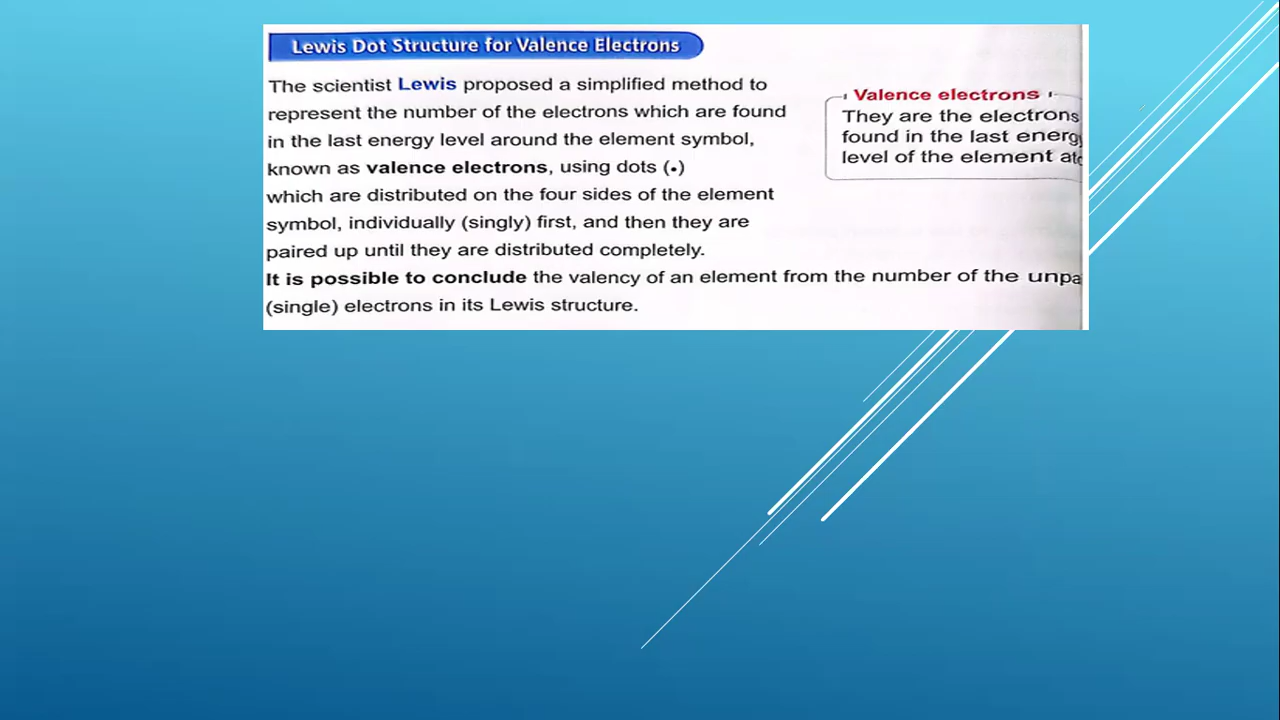 Lewis Dot Structure for Valence Electrons
The scientist Lewis proposed a simplified method to
represent the number of the electrons which are found
in the last energy level around the element symbol,
known as valence electrons, using dots (•)
which are distributed on the four sides of the element
symbol, individually (singly) first, and then they are
paired up until they are distributed completely.
It is possible to conclude the valency of an element from the number of the
(single) electrons in its Lewis structure.
Valence electrons
They are the electrons
found in the last
level of the element